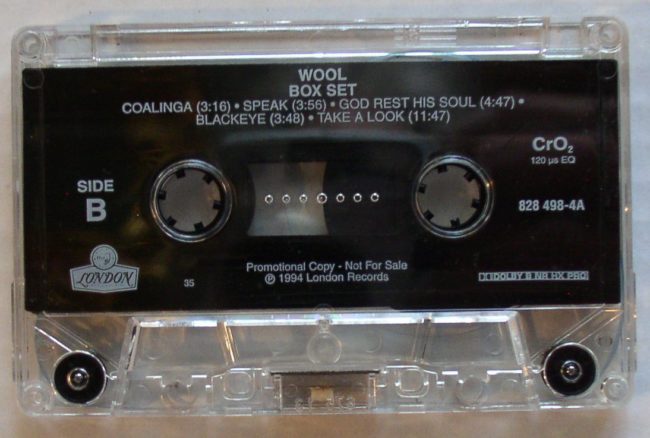 WOOL
BOX SET
COALINGA (3:16) • SPEAK (3:56) • GOD REST HIS SOUL (4:47) •
BLACKEYE (3:48) • TAKE A LOOK (11:47)
CrO₂
120 µs EQ
SIDE
B
828 498-4A
LONDON
35
Promotional Copy - Not For Sale
℗ 1994 London Records
DOLBY B NR HX PRO